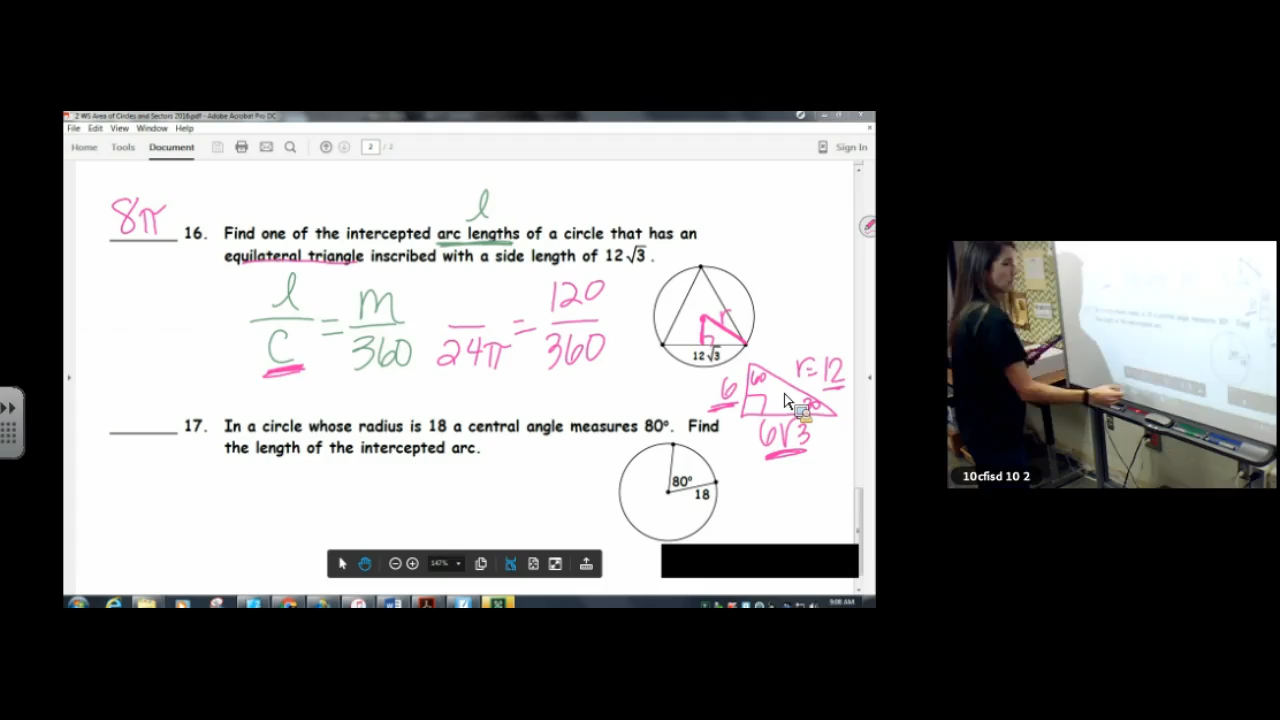 2 WS Area of Circles and Sectors 2016.pdf - Adobe Acrobat Pro DC
File Edit View Window Help
Home Tools Document 2 / 2 Sign In
8π 16. Find one of the intercepted arc lengths of a circle that has an
l
equilateral triangle inscribed with a side length of 12√3 .
l/C = m/360
/24π = 120/360
r
12√3
6 60 r=12 30
6√3
17. In a circle whose radius is 18 a central angle measures 80°. Find
the length of the intercepted arc.
80°
18
147%
9:08 AM
10cfisd 10 2